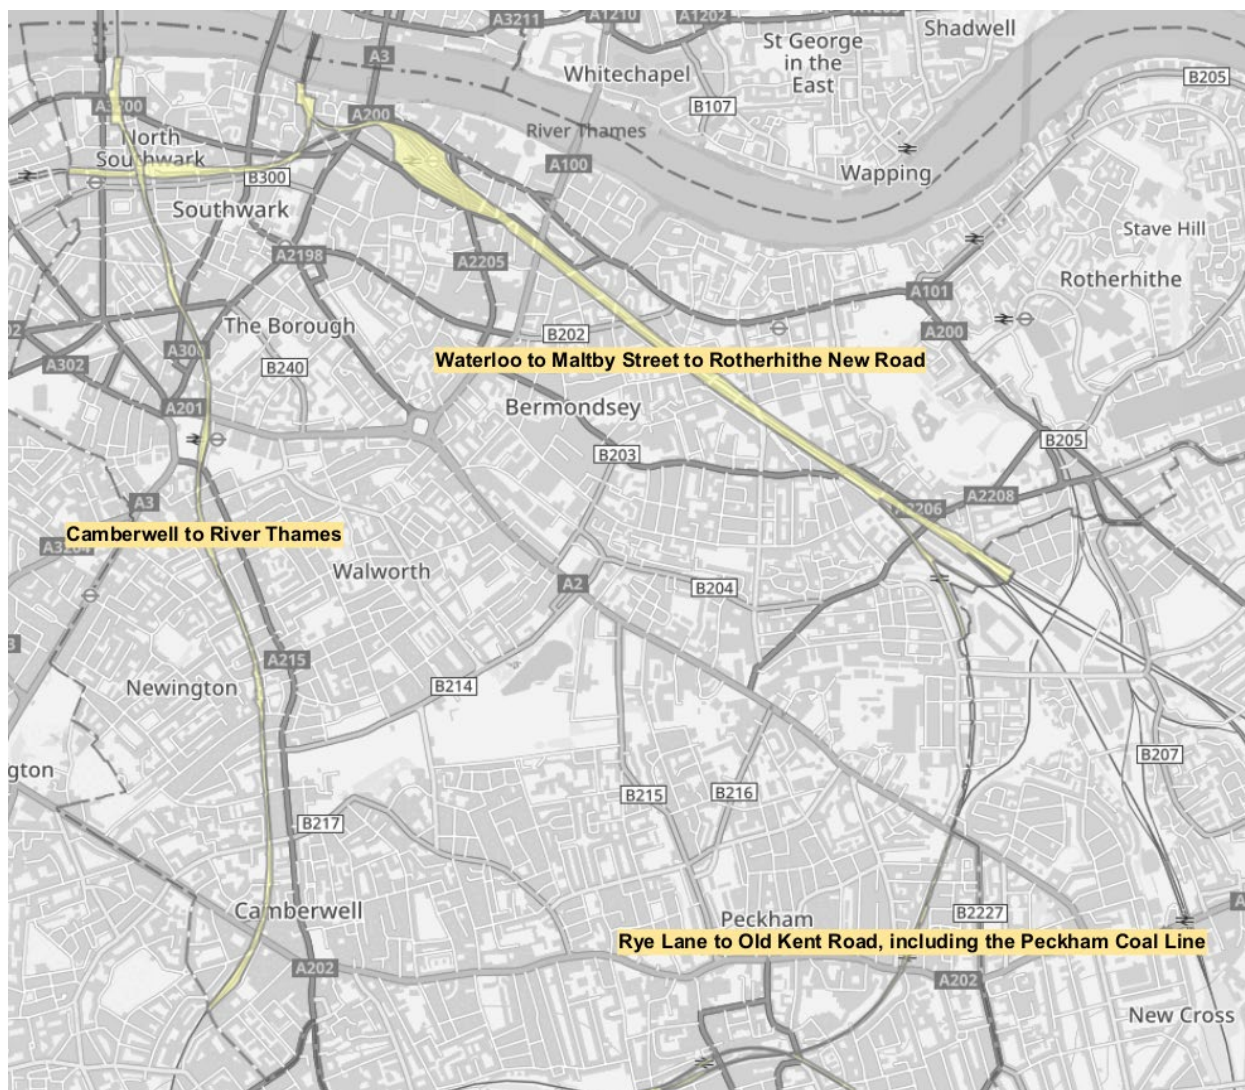 A3211
A1210
A1202
Shadwell
A3
St George
in the
East
Whitechapel
B205
B107
A3200
A200
River Thames
North
Southwark
A100
Wapping
B300
Southwark
Stave Hill
A2198
A2205
Rotherhithe
A101
The Borough
B202
A200
A302
B240
Waterloo to Maltby Street to Rotherhithe New Road
A201
Bermondsey
B205
B203
A3
A2208
A2206
Camberwell to River Thames
Walworth
A2
B204
A215
Newington
B214
gton
B207
B215
B216
B217
Camberwell
Peckham
B2227
Rye Lane to Old Kent Road, including the Peckham Coal Line
A202
A202
New Cross